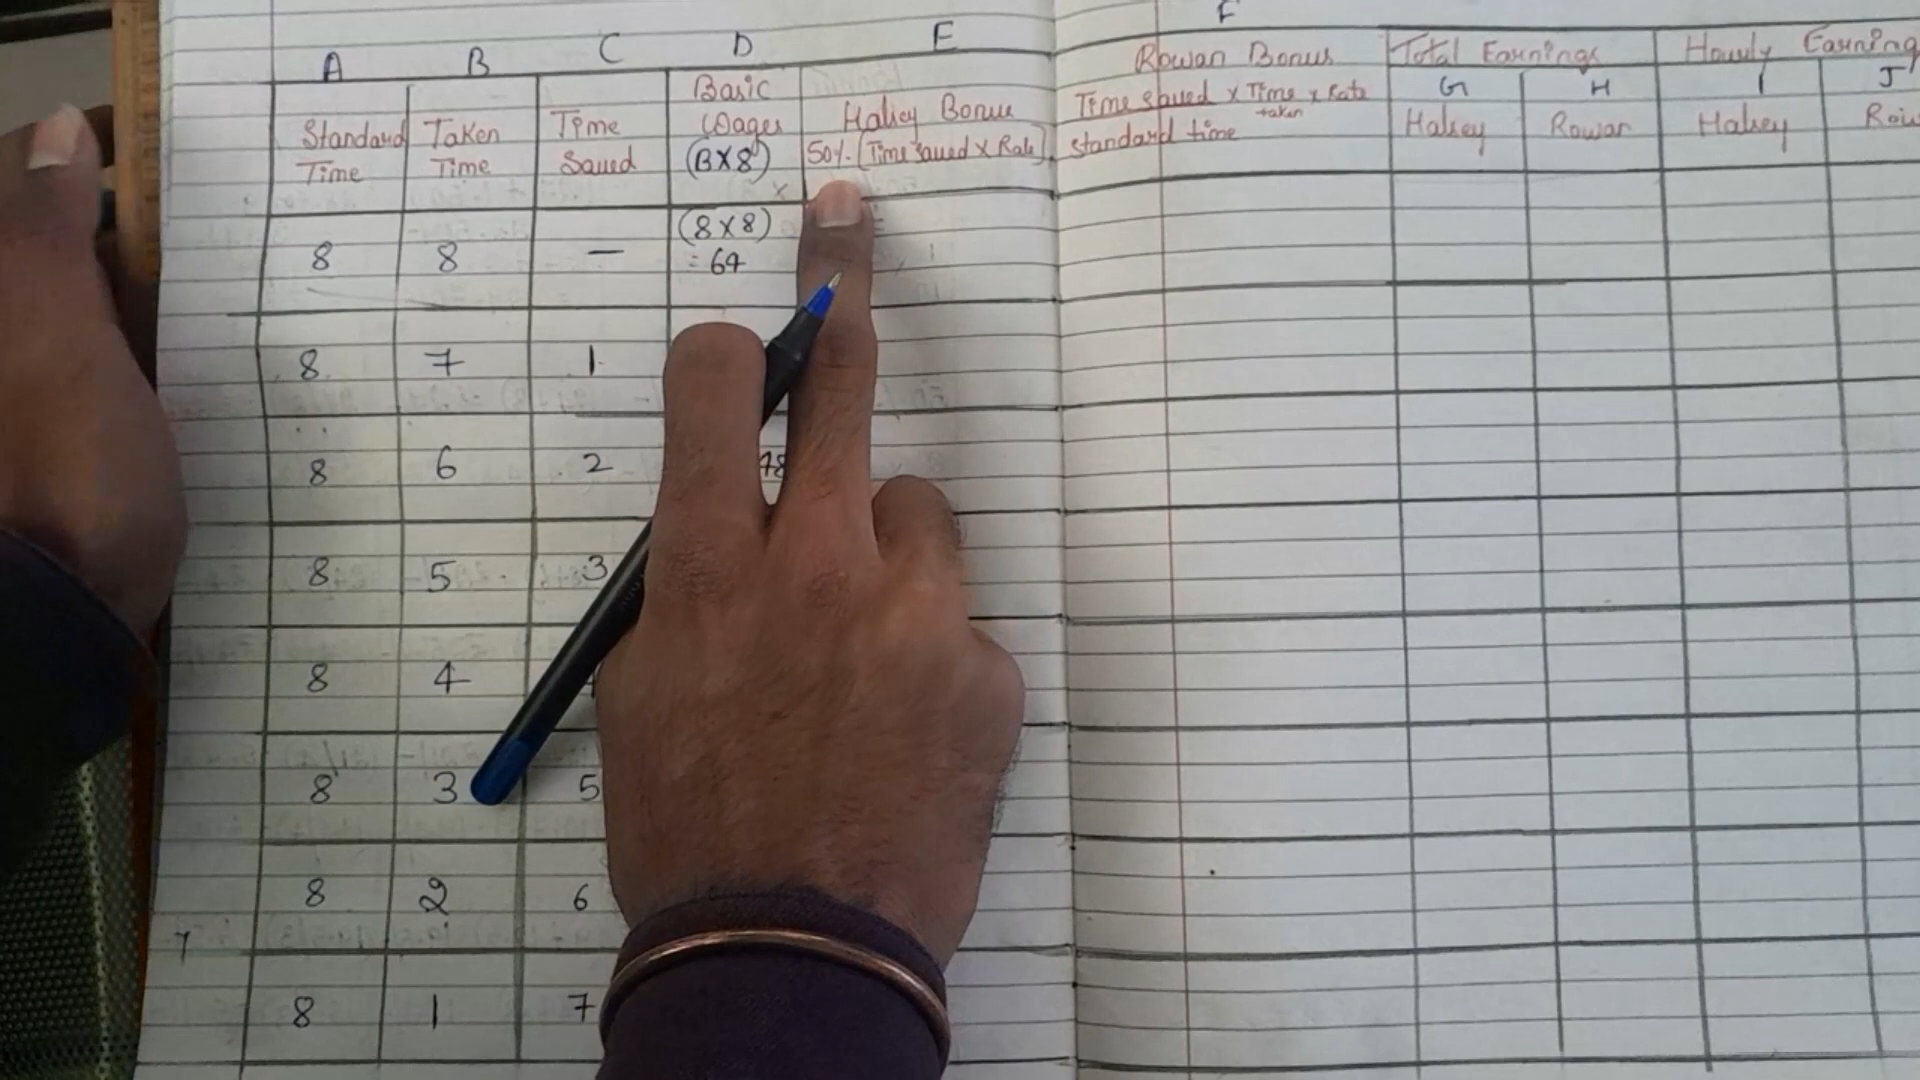 A B C D E F
Standard Time
Taken Time
Time Saved
Basic Wages (B×8)
Halsey Bonus
50%. [Time saved × Rate]
Rowan Bonus
Time saved × Time taken × Rate
standard time
Total Earnings
G H
Halsey Rowan
Hourly Earning
I J
Halsey Row
8 8 — (8×8)
= 64
8 7 1
8 6 2 48
8 5 3
8 4
8 3 5
8 2 6
8 1 7